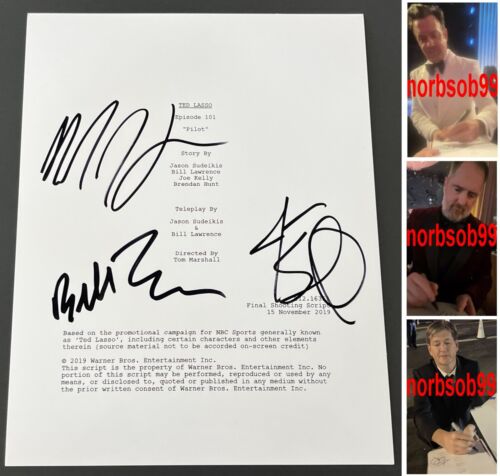 TED LASSO
Episode 101
"Pilot"
Story By
Jason Sudeikis
Bill Lawrence
Joe Kelly
Brendan Hunt
Teleplay By
Jason Sudeikis
&
Bill Lawrence
Directed By
Tom Marshall
Final Shooting Script
15 November 2019
Based on the promotional campaign for NBC Sports generally known
as 'Ted Lasso', including certain characters and other elements
therein (source material not to be accorded on-screen credit)
© 2019 Warner Bros. Entertainment Inc.
This script is the property of Warner Bros. Entertainment Inc. No
portion of this script may be performed, reproduced or used by any
means, or disclosed to, quoted or published in any medium without
the prior written consent of Warner Bros. Entertainment Inc.
norbsob99
norbsob99
norbsob99